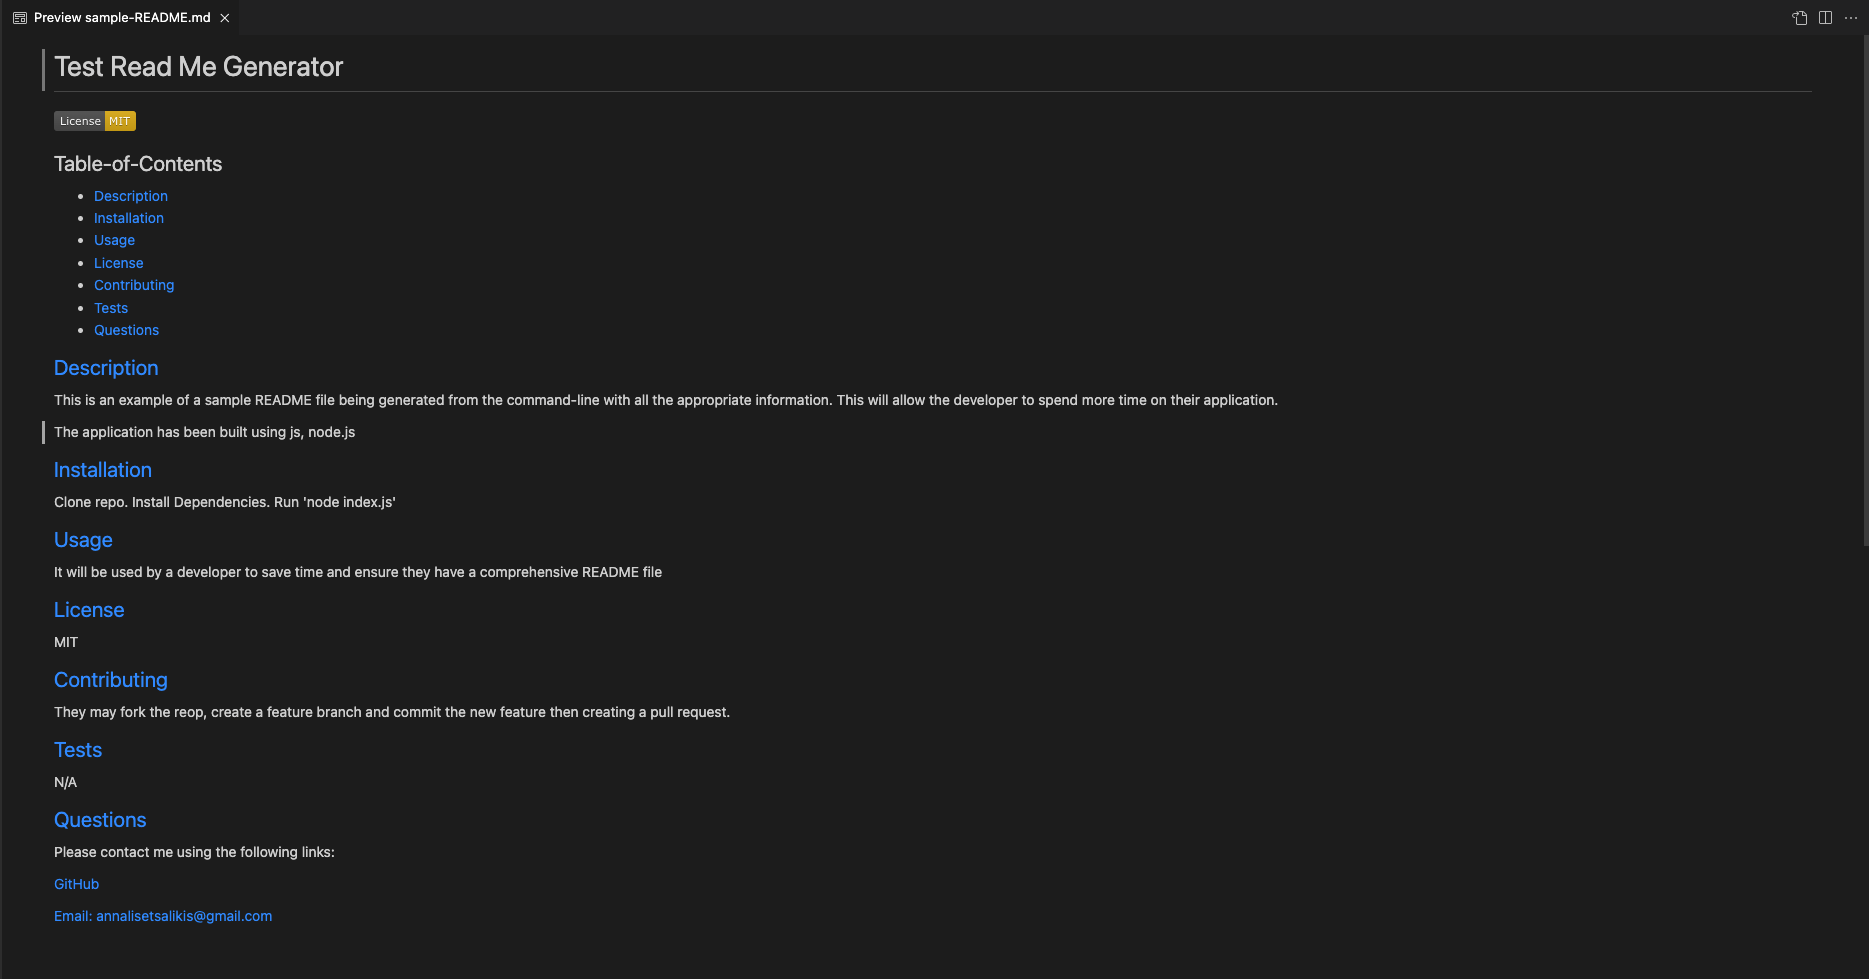 Preview sample-README.md
Test Read Me Generator
License MIT
Table-of-Contents
Description
Installation
Usage
License
Contributing
Tests
Questions
Description
This is an example of a sample README file being generated from the command-line with all the appropriate information. This will allow the developer to spend more time on their application.
The application has been built using js, node.js
Installation
Clone repo. Install Dependencies. Run 'node index.js'
Usage
It will be used by a developer to save time and ensure they have a comprehensive README file
License
MIT
Contributing
They may fork the reop, create a feature branch and commit the new feature then creating a pull request.
Tests
N/A
Questions
Please contact me using the following links:
GitHub
Email: annalisetsalikis@gmail.com